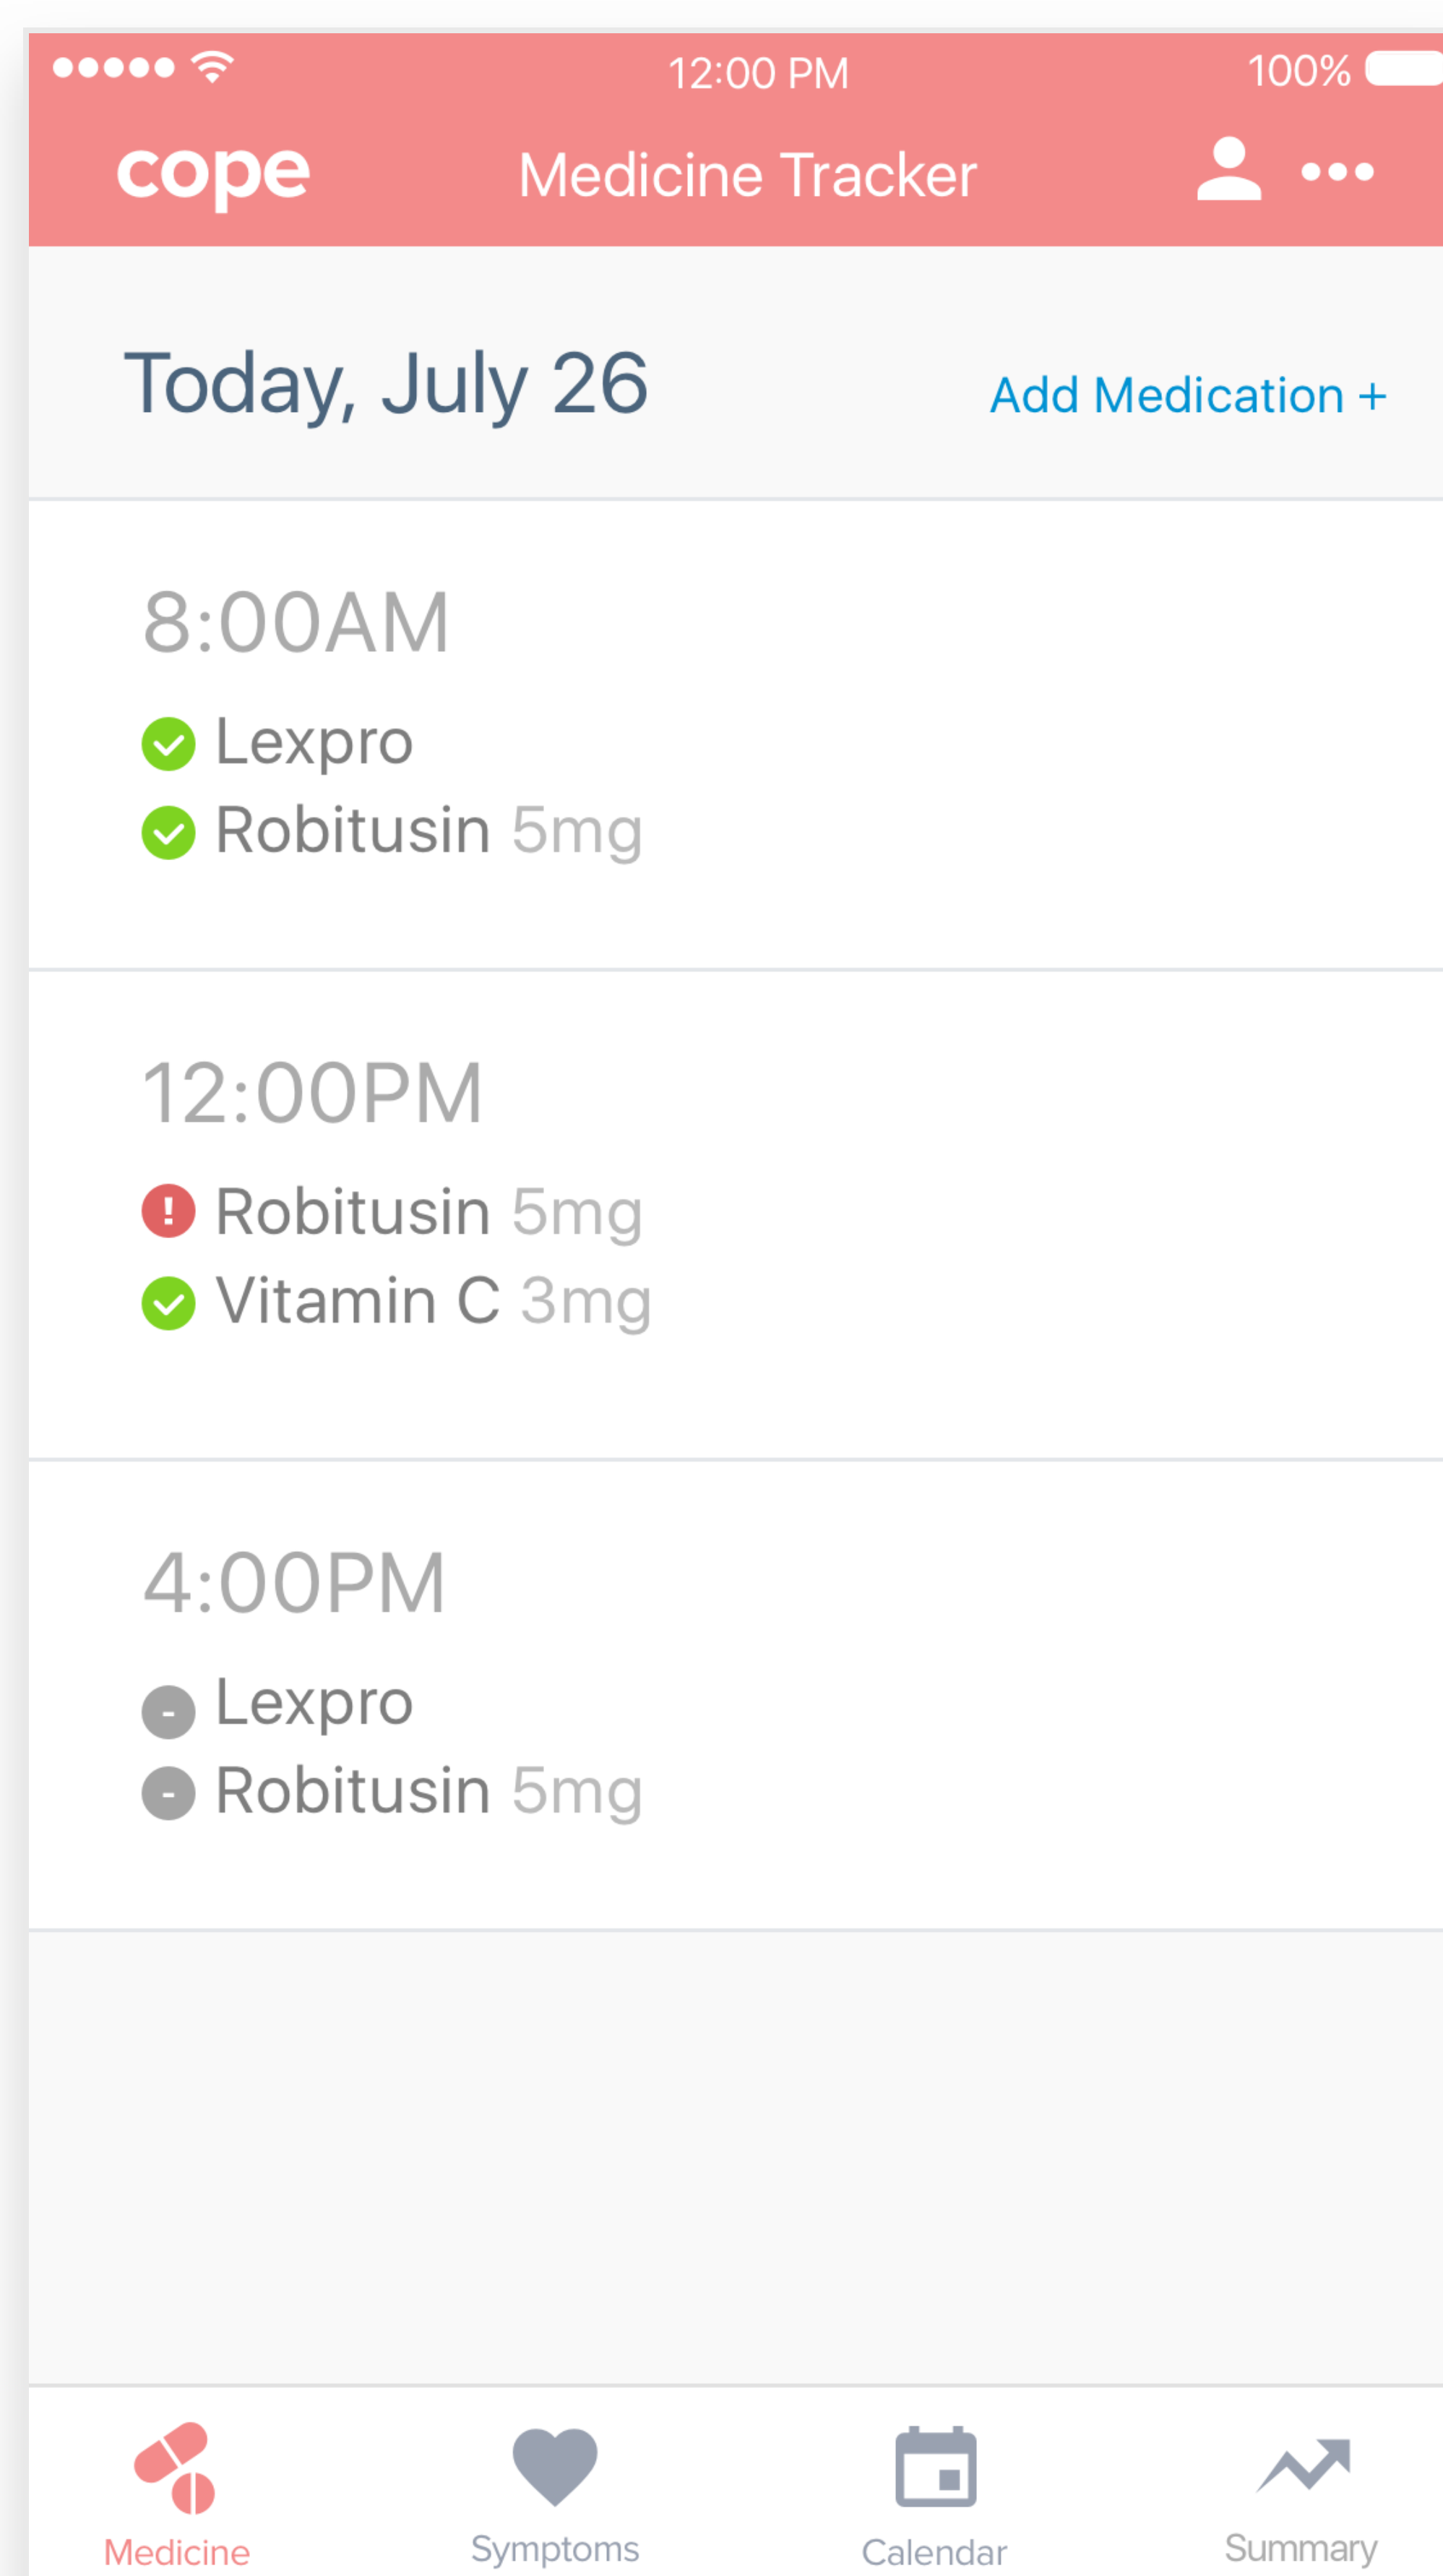 12:00 PM 100%
cope Medicine Tracker
Today, July 26 Add Medication +
8:00AM
Lexpro
Robitusin 5mg
12:00PM
! Robitusin 5mg
Vitamin C 3mg
4:00PM
- Lexpro
- Robitusin 5mg
Medicine Symptoms Calendar Summary